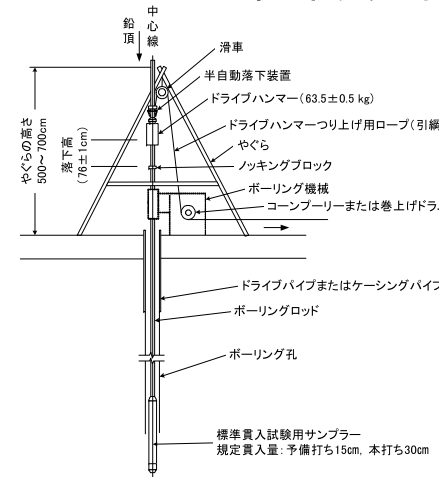 中心線
鉛頂
滑車
半自動落下装置
ドライブハンマー(63.5±0.5 kg)
ドライブハンマーつり上げ用ロープ(引綱
やぐら
ノッキングブロック
ボーリング機械
コーンプーリーまたは巻上げドラ
やぐらの高さ
500～700cm
落下高
(76±1cm)
ドライブパイプまたはケーシングパイプ
ボーリングロッド
ボーリング孔
標準貫入試験用サンプラー
規定貫入量:予備打ち15cm, 本打ち30cm